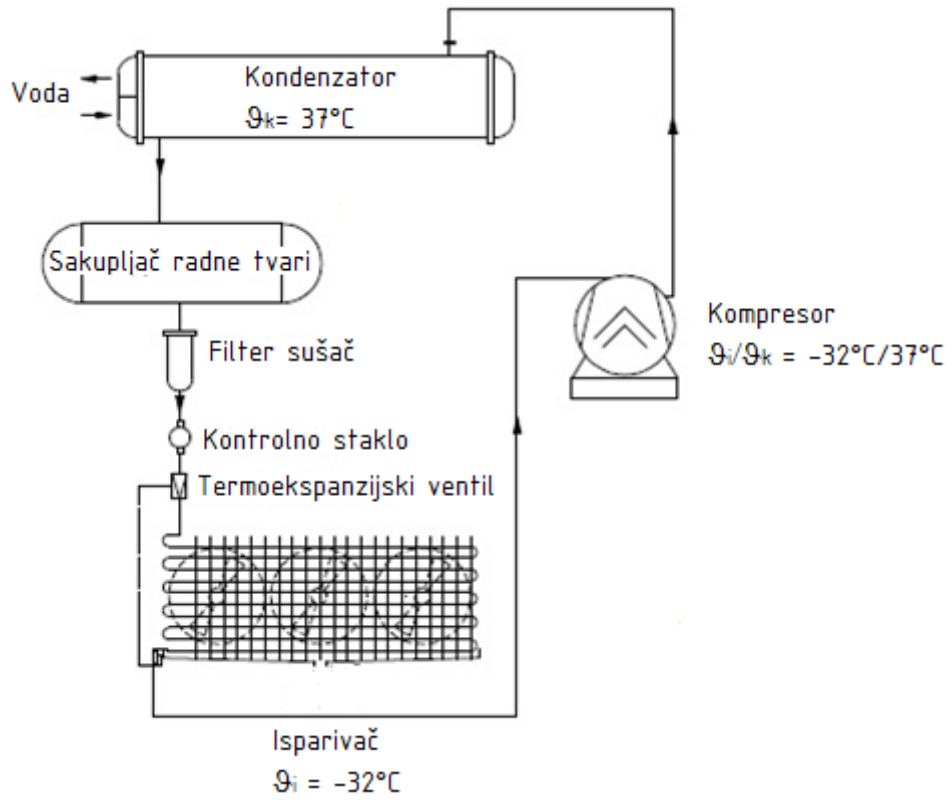 Kondenzator
ϑk= 37°C
Voda
Sakupljač radne tvari
Kompresor
ϑi/ϑk = -32°C/37°C
Filter sušač
Kontrolno staklo
Termoekspanzijski ventil
Isparivač
ϑi = -32°C